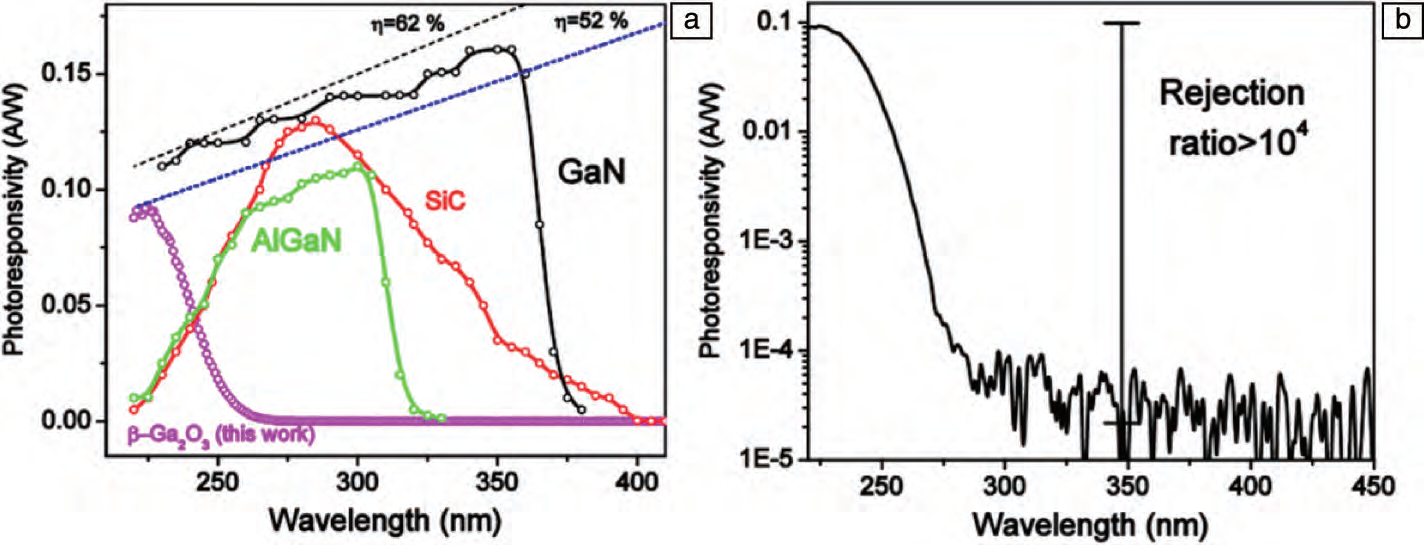 a
η=62 %
η=52 %
0.15
0.10
0.05
0.00
Photoresponsivity (A/W)
GaN
SiC
AlGaN
β–Ga₂O₃ (this work)
250
300
350
400
Wavelength (nm)
b
0.1
0.01
1E-3
1E-4
1E-5
Photoresponsivity (A/W)
Rejection
ratio>10⁴
250
300
350
400
450
Wavelength (nm)